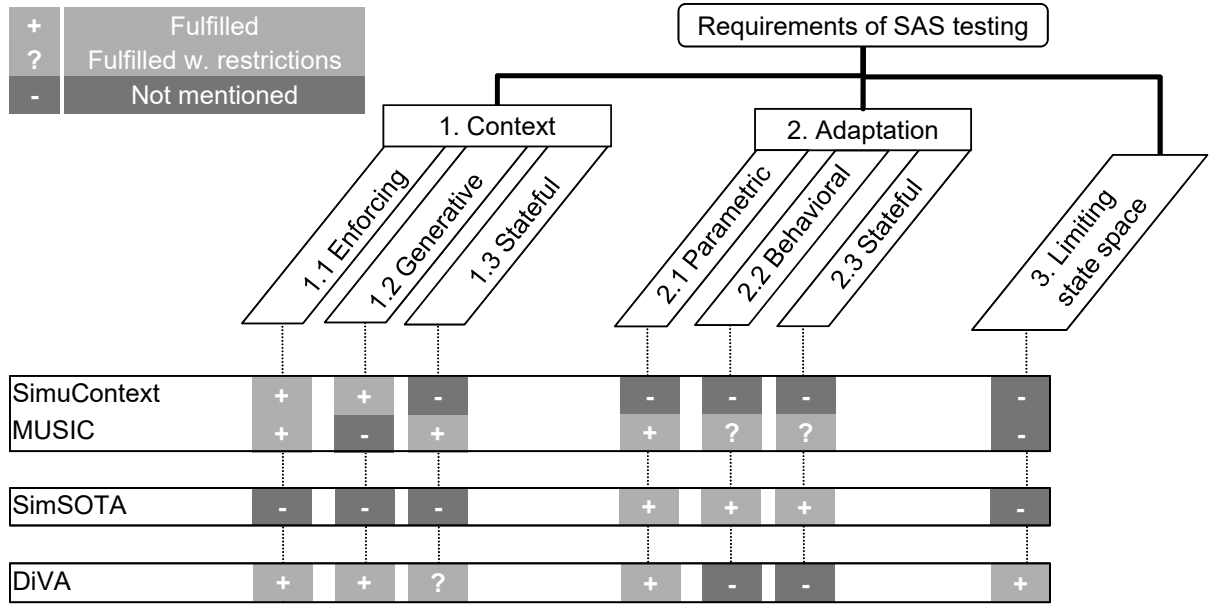 + Fulfilled
? Fulfilled w. restrictions
- Not mentioned
Requirements of SAS testing
1. Context
2. Adaptation
1.1 Enforcing
1.2 Generative
1.3 Stateful
2.1 Parametric
2.2 Behavioral
2.3 Stateful
3. Limiting
state space
SimuContext + + - - - - -
MUSIC + - + + ? ? -
SimSOTA - - - + + + -
DiVA + + ? + - - +